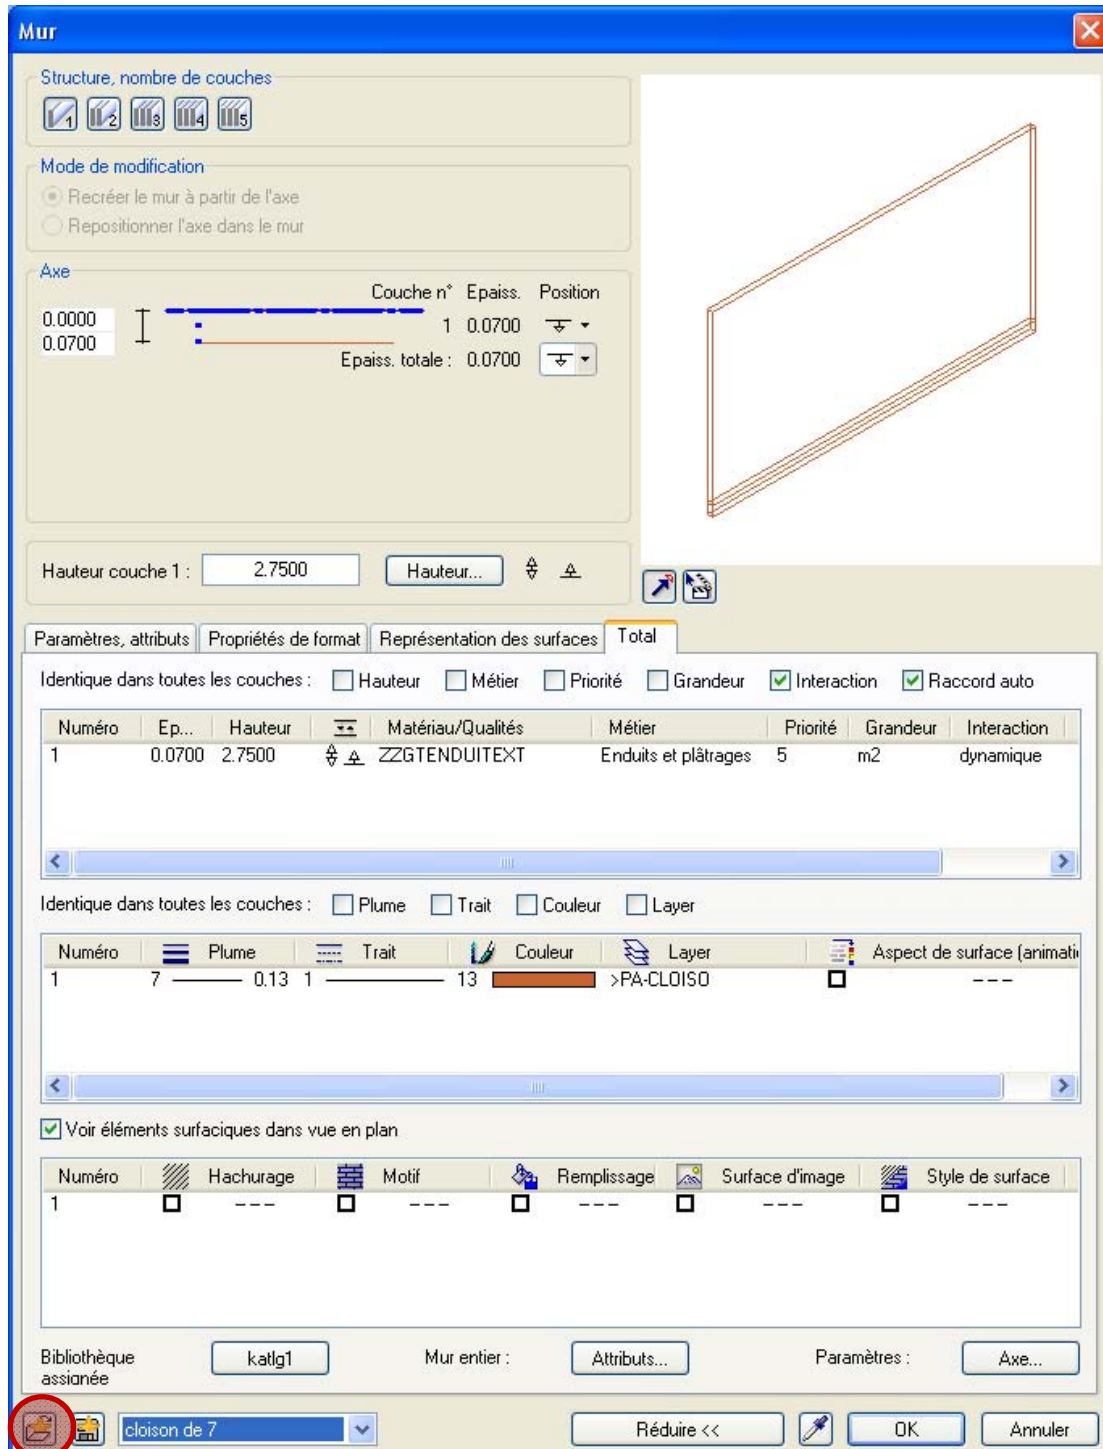 Mur
Structure, nombre de couches
1 2 3 4 5
Mode de modification
Recréer le mur à partir de l'axe
Repositionner l'axe dans le mur
Axe
Couche n° Epaiss. Position
0.0000
1 0.0700
0.0700
Epaiss. totale : 0.0700
Hauteur couche 1 : 2.7500 Hauteur...
Paramètres, attributs Propriétés de format Représentation des surfaces Total
Identique dans toutes les couches : Hauteur Métier Priorité Grandeur Interaction Raccord auto
Numéro Ep... Hauteur Matériau/Qualités Métier Priorité Grandeur Interaction
1 0.0700 2.7500 ZZGTENDUITEXT Enduits et plâtrages 5 m2 dynamique
Identique dans toutes les couches : Plume Trait Couleur Layer
Numéro Plume Trait Couleur Layer Aspect de surface (animati
1 7 0.13 1 13 >PA-CLOISO ---
Voir éléments surfaciques dans vue en plan
Numéro Hachurage Motif Remplissage Surface d'image Style de surface
1 --- --- --- --- ---
Bibliothèque assignée katlg1 Mur entier : Attributs... Paramètres : Axe...
cloison de 7 Réduire << OK Annuler